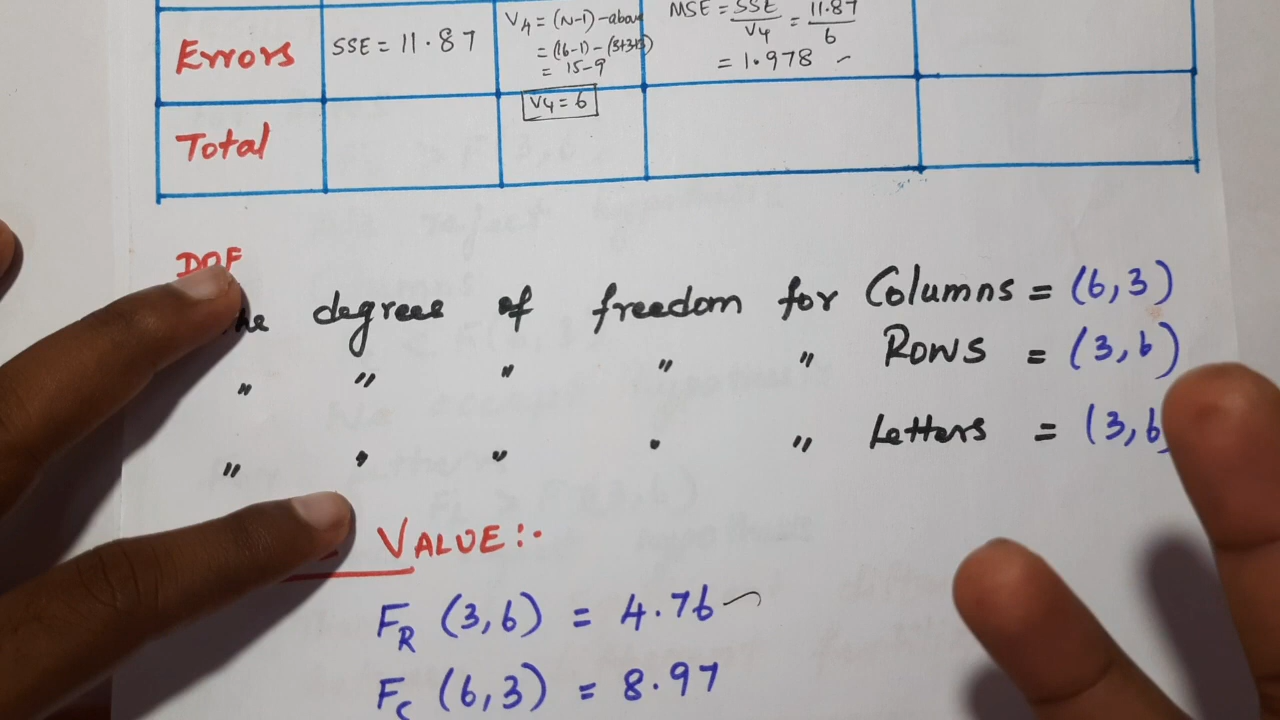 Errors
SSE = 11.87
V4 = (N-1) - above
= (16-1) - (3+3+3)
= 15-9
V4 = 6
MSE = SSE/V4 = 11.87/6
= 1.978
Total
DOF
degrees of freedom for Columns = (6,3)
" " " " " Rows = (3,6)
" " " " " Letters = (3,6
VALUE:-
FR (3,6) = 4.76
FC (6,3) = 8.97